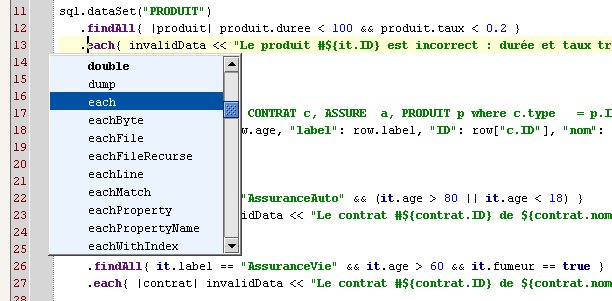 11 sql.dataSet("PRODUIT")
12 .findAll{ |produit| produit.duree < 100 && produit.taux < 0.2 }
13 .each{ invalidData << "Le produit #${it.ID} est incorrect : durée et taux tr
14 double
15 dump
16 each
17 eachByte CONTRAT c, ASSURE a, PRODUIT p where c.type = p.I
18 eachFile w.age, "label": row.label, "ID": row["c.ID"], "nom":
19 eachFileRecurse
20 eachLine
21 eachMatch
22 eachProperty "AssuranceAuto" && (it.age > 80 || it.age < 18) }
23 eachPropertyName lidData << "Le contrat #${contrat.ID} de ${contrat.nom
24 eachWithIndex
25
26 .findAll{ it.label == "AssuranceVie" && it.age > 60 && it.fumeur == true }
27 .each{ |contrat| invalidData << "Le contrat #${contrat.ID} de ${contrat.nom
28